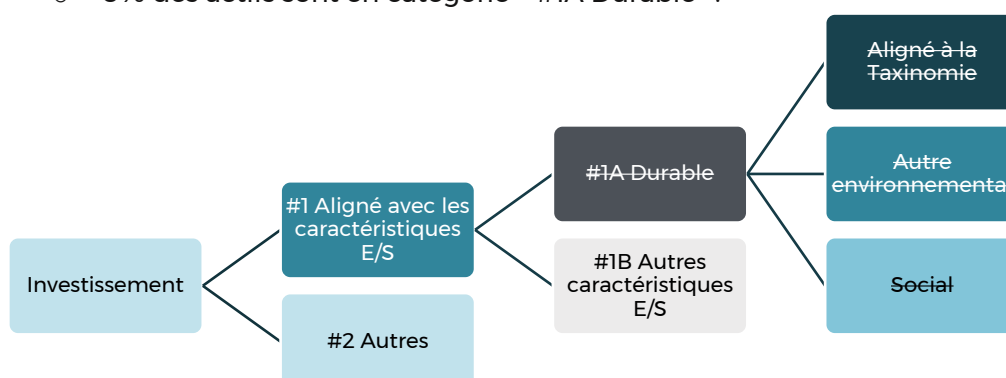 Aligné à la
Taxinomie
#1A Durable
Autre
environnementa
#1 Aligné avec les
caractéristiques
E/S
#1B Autres
caractéristiques
E/S
Investissement
Social
#2 Autres